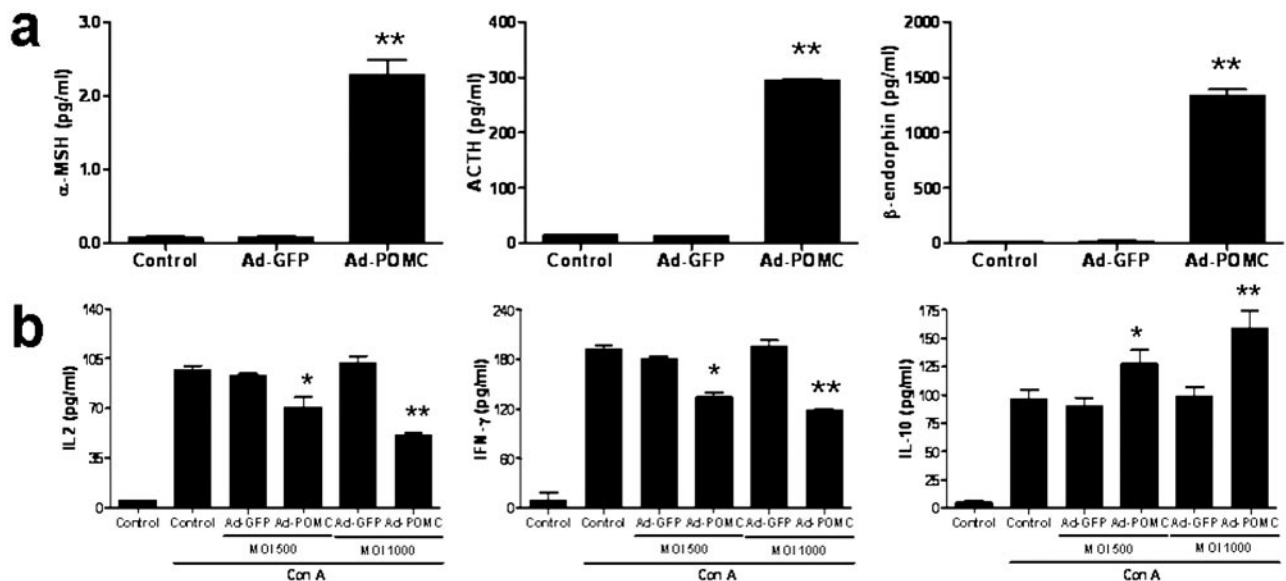 a
α-MSH (pg/ml)
3.0
2.0
1.0
0.0
**
Control Ad-GFP Ad-POMC
ACTH (pg/ml)
400
300
200
100
0
**
Control Ad-GFP Ad-POMC
β-endorphin (pg/ml)
2000
1500
1000
500
0
**
Control Ad-GFP Ad-POMC
b
IL2 (pg/ml)
140
105
70
35
0
*
**
Control Control Ad-GFP Ad-POMC Ad-GFP Ad-POMC
MOI 500 MOI 1000
Con A
IFN-γ (pg/ml)
240
180
120
60
0
*
**
Control Control Ad-GFP Ad-POMC Ad-GFP Ad-POMC
MOI 500 MOI 1000
Con A
IL-10 (pg/ml)
175
150
125
100
75
50
25
0
*
**
Control Control Ad-GFP Ad-POMC Ad-GFP Ad-POMC
MOI 500 MOI 1000
Con A